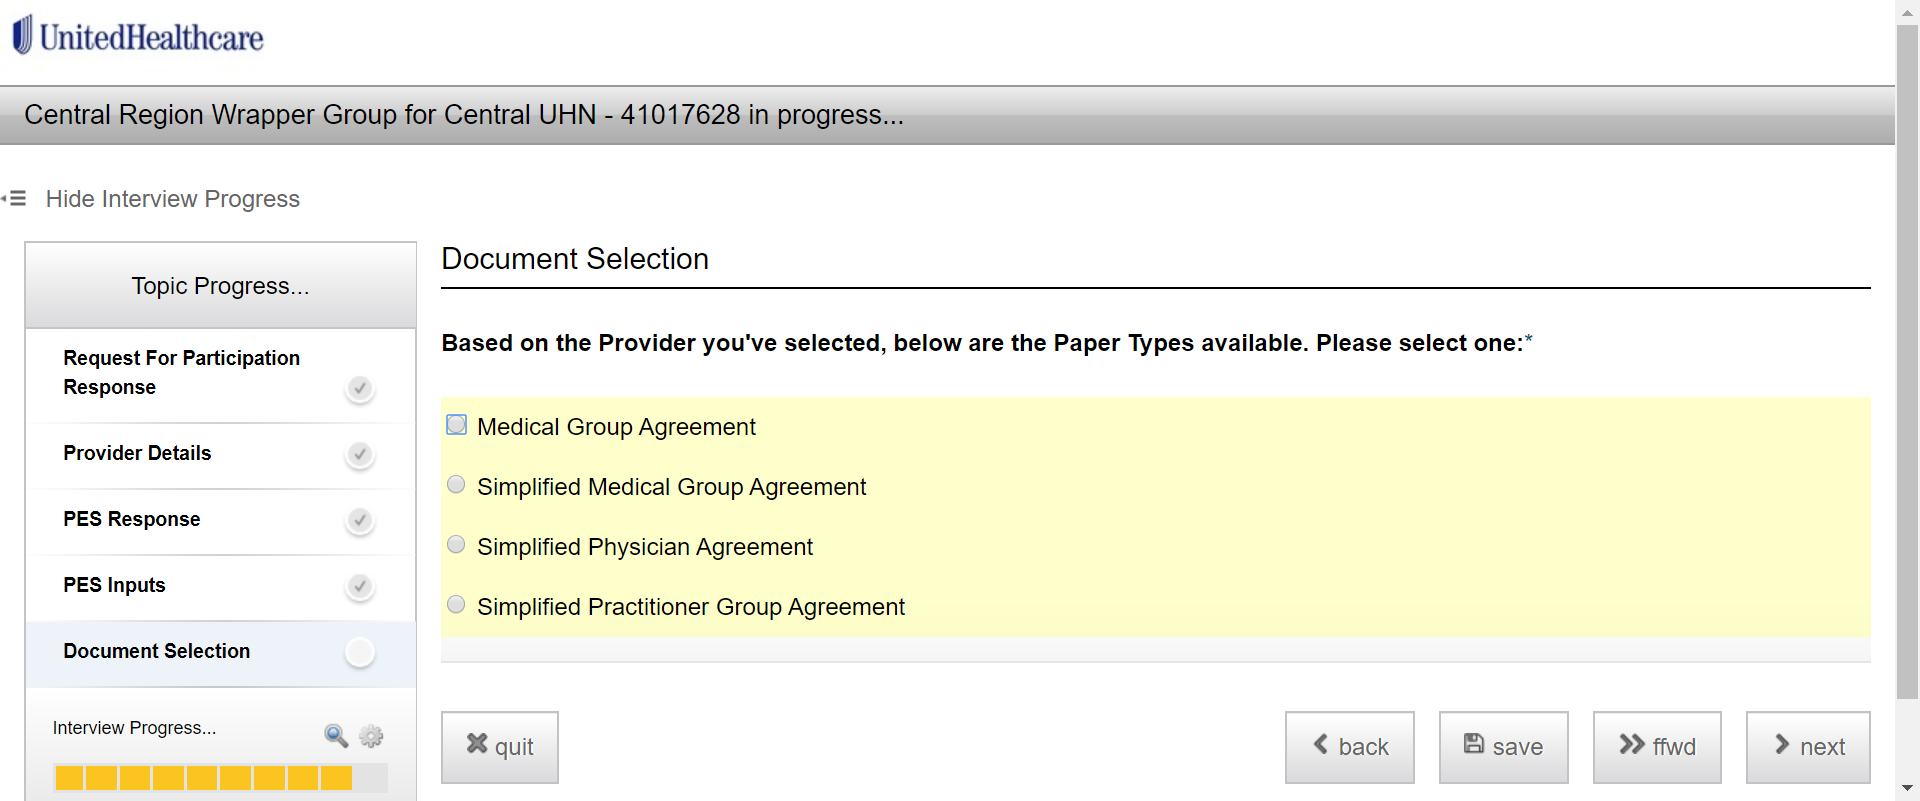 UnitedHealthcare
Central Region Wrapper Group for Central UHN - 41017628 in progress...
Hide Interview Progress
Topic Progress...
Request For Participation
Response
Provider Details
PES Response
PES Inputs
Document Selection
Interview Progress...
Document Selection
Based on the Provider you've selected, below are the Paper Types available. Please select one:*
Medical Group Agreement
Simplified Medical Group Agreement
Simplified Physician Agreement
Simplified Practitioner Group Agreement
quit
back
save
ffwd
next